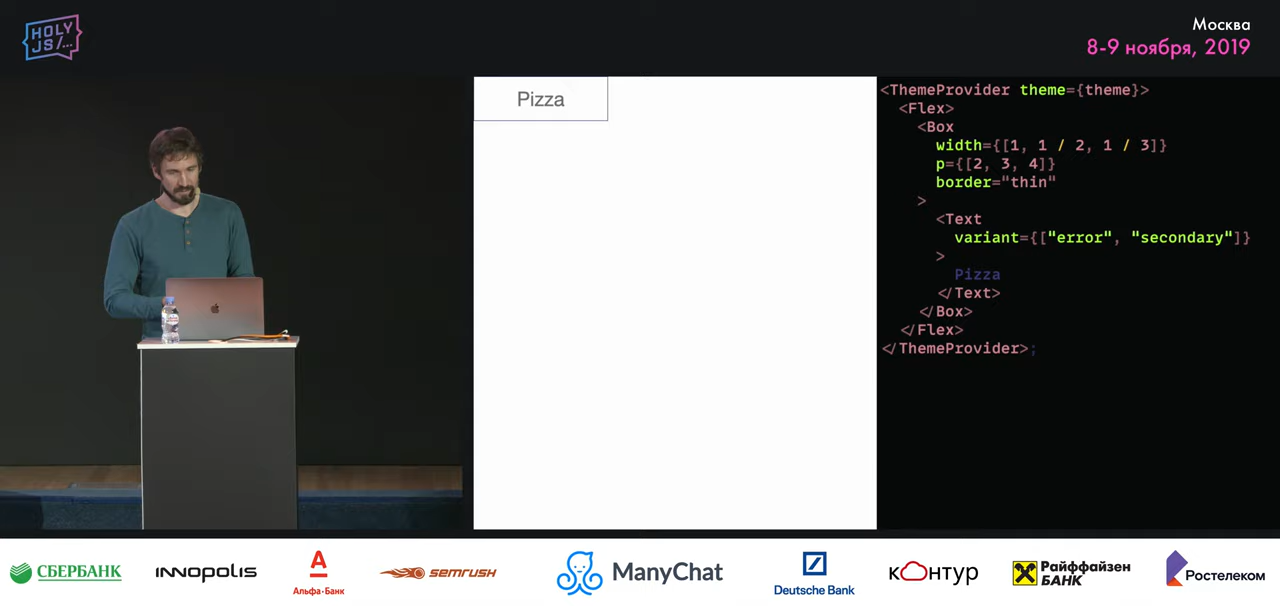 HOLY
JS/...
Москва
8-9 ноября, 2019
Pizza
<ThemeProvider theme={theme}>
<Flex>
<Box
width={[1, 1 / 2, 1 / 3]}
p={[2, 3, 4]}
border="thin"
>
<Text
variant={["error", "secondary"]}
>
Pizza
</Text>
</Box>
</Flex>
</ThemeProvider>;
СБЕРБАНК
INNOPOLIS
Альфа·Банк
semrush
ManyChat
Deutsche Bank
контур
Райффайзен
БАНК
Ростелеком